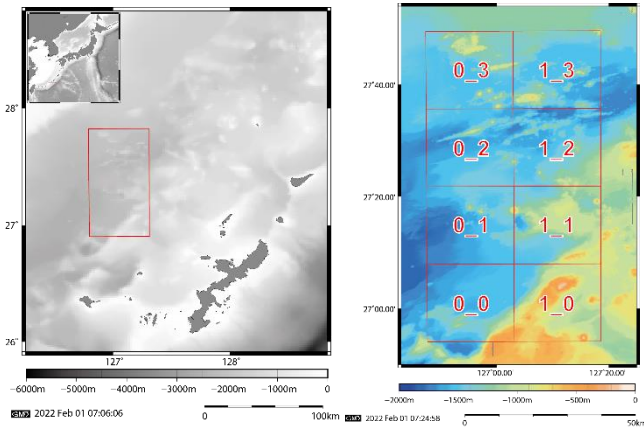 28°
27°
26°
127°
128°
−6000m −5000m −4000m −3000m −2000m −1000m 0
GMT 2022 Feb 01 07:06:06
0 100km
27°40.00'
27°20.00'
27°00.00'
0_3 1_3
0_2 1_2
0_1 1_1
0_0 1_0
127°00.00' 127°20.00'
−2000m −1500m −1000m −500m 0
GMT 2022 Feb 01 07:24:58
0 50km